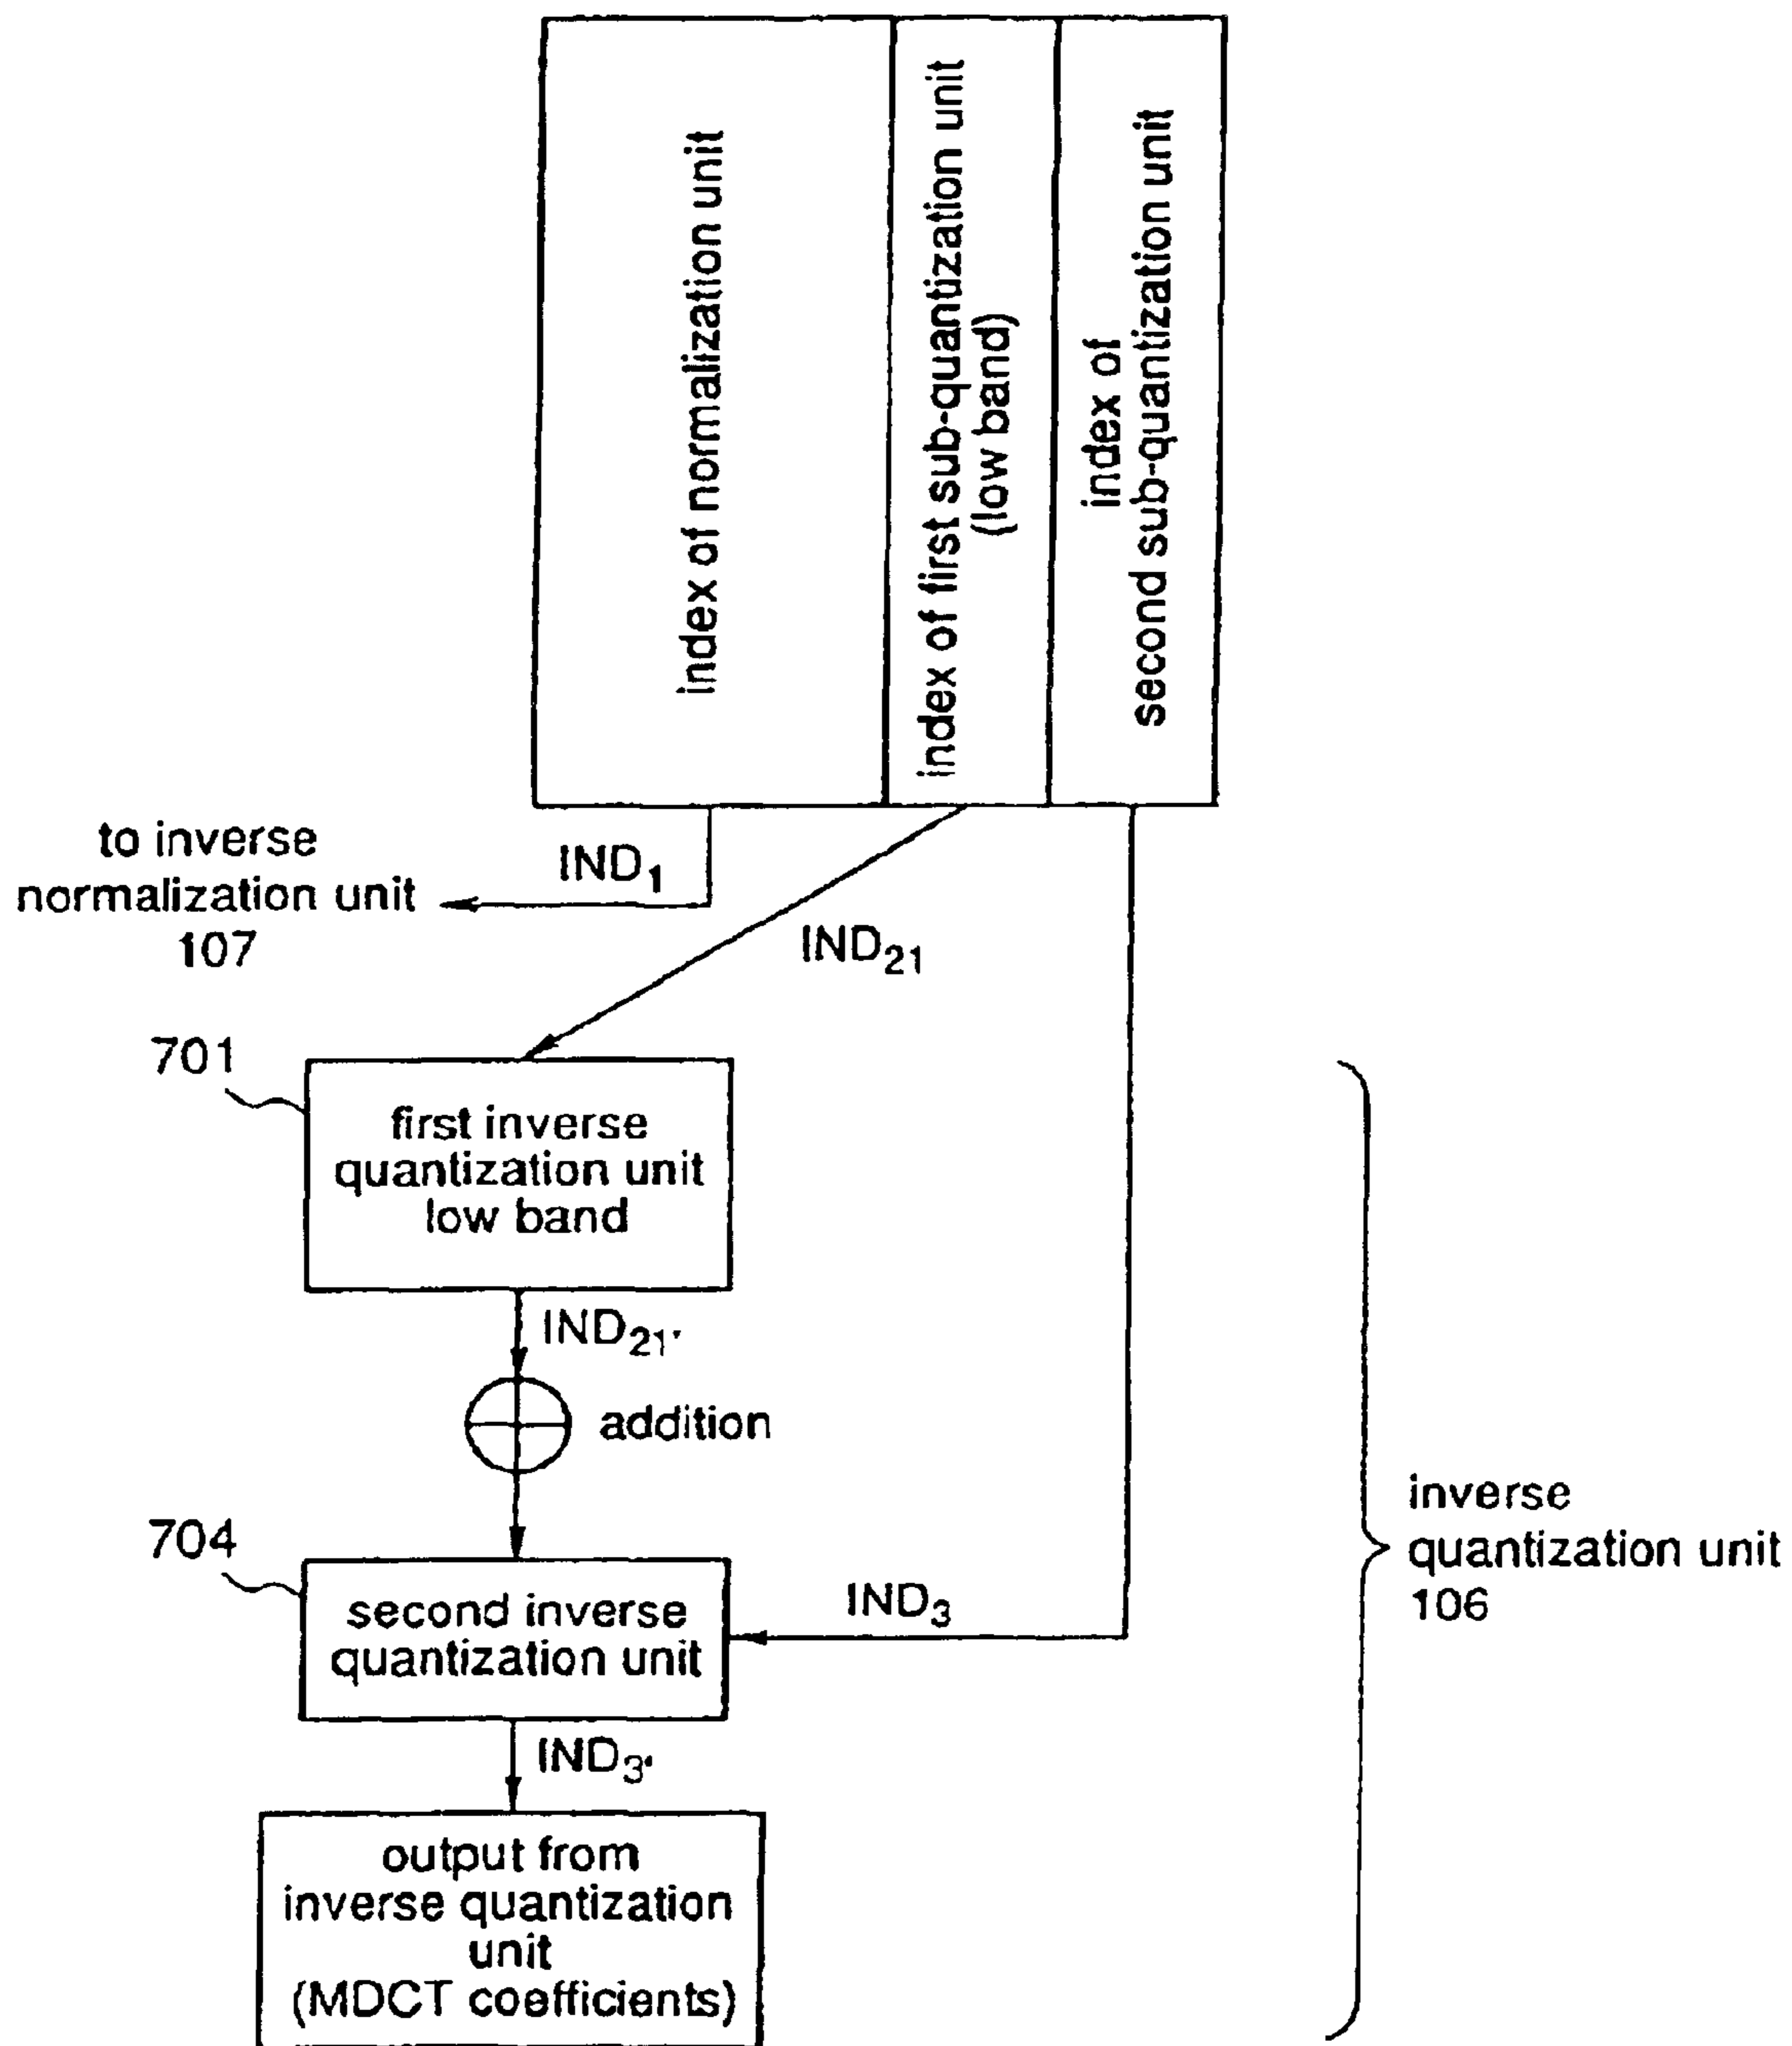 index of normalization unit
index of first sub-quantization unit
(low band)
index of
second sub-quantization unit
to inverse
normalization unit
107
IND1
IND21
701
first inverse
quantization unit
low band
IND21'
addition
704
second inverse
quantization unit
IND3
inverse
quantization unit
106
IND3'
output from
inverse quantization
unit
(MDCT coefficients)